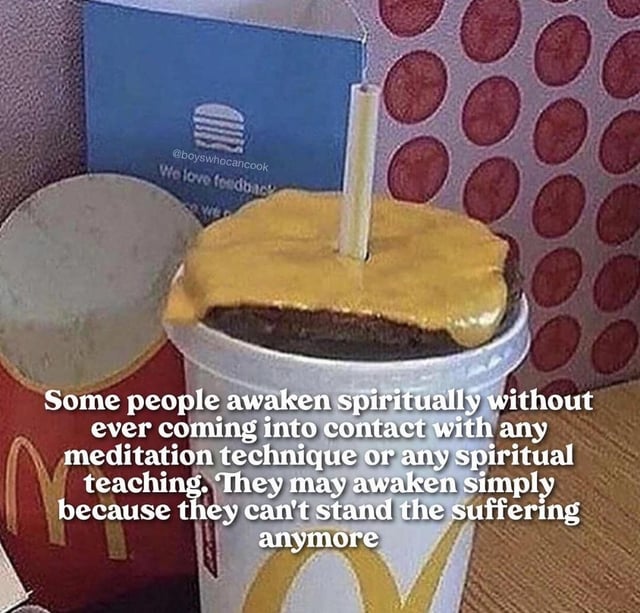 @boyswhocancook
We love feedback
Some people awaken spiritually without
ever coming into contact with any
meditation technique or any spiritual
teaching. They may awaken simply
because they can't stand the suffering
anymore